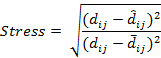 Stress = √((d_ij − d̂_ij)² / (d_ij − d̄_ij)²)